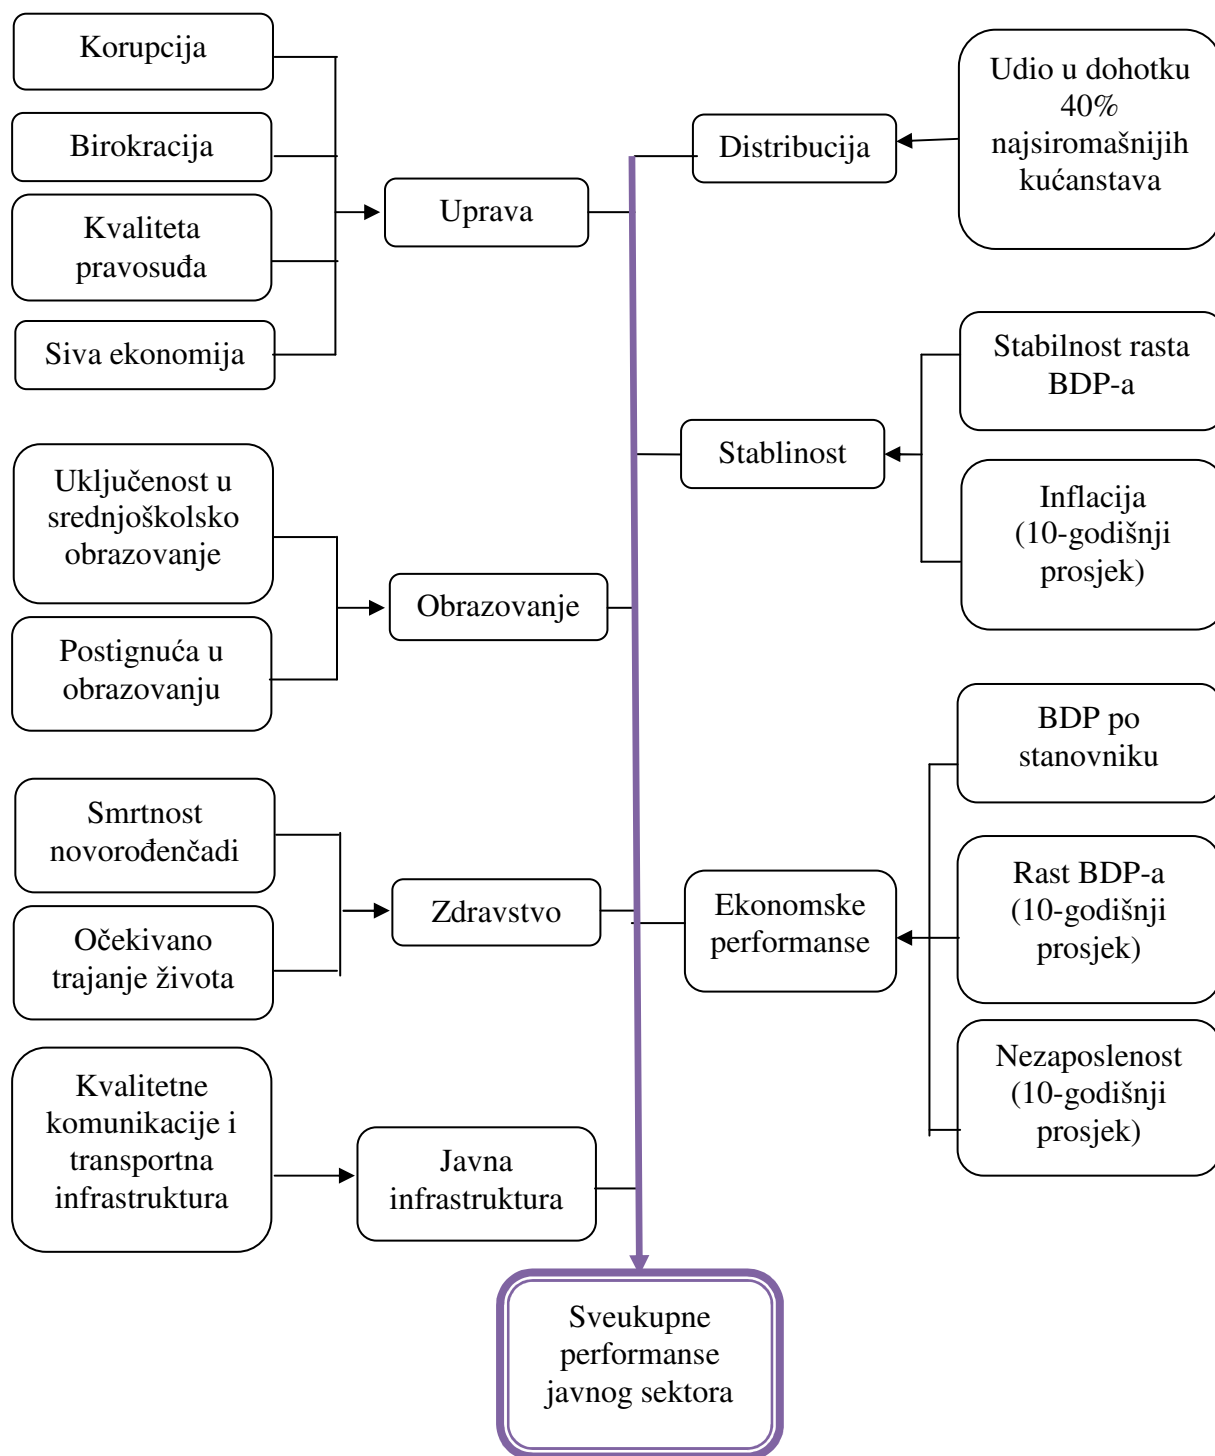 Korupcija
Birokracija
Kvaliteta
pravosuđa
Siva ekonomija
Uprava
Uključenost u
srednjoškolsko
obrazovanje
Postignuća u
obrazovanju
Obrazovanje
Smrtnost
novorođenčadi
Očekivano
trajanje života
Zdravstvo
Kvalitetne
komunikacije i
transportna
infrastruktura
Javna
infrastruktura
Distribucija
Udio u dohotku
40%
najsiromašnijih
kućanstava
Stablinost
Stabilnost rasta
BDP-a
Inflacija
(10-godišnji
prosjek)
Ekonomske
performanse
BDP po
stanovniku
Rast BDP-a
(10-godišnji
prosjek)
Nezaposlenost
(10-godišnji
prosjek)
Sveukupne
performanse
javnog sektora